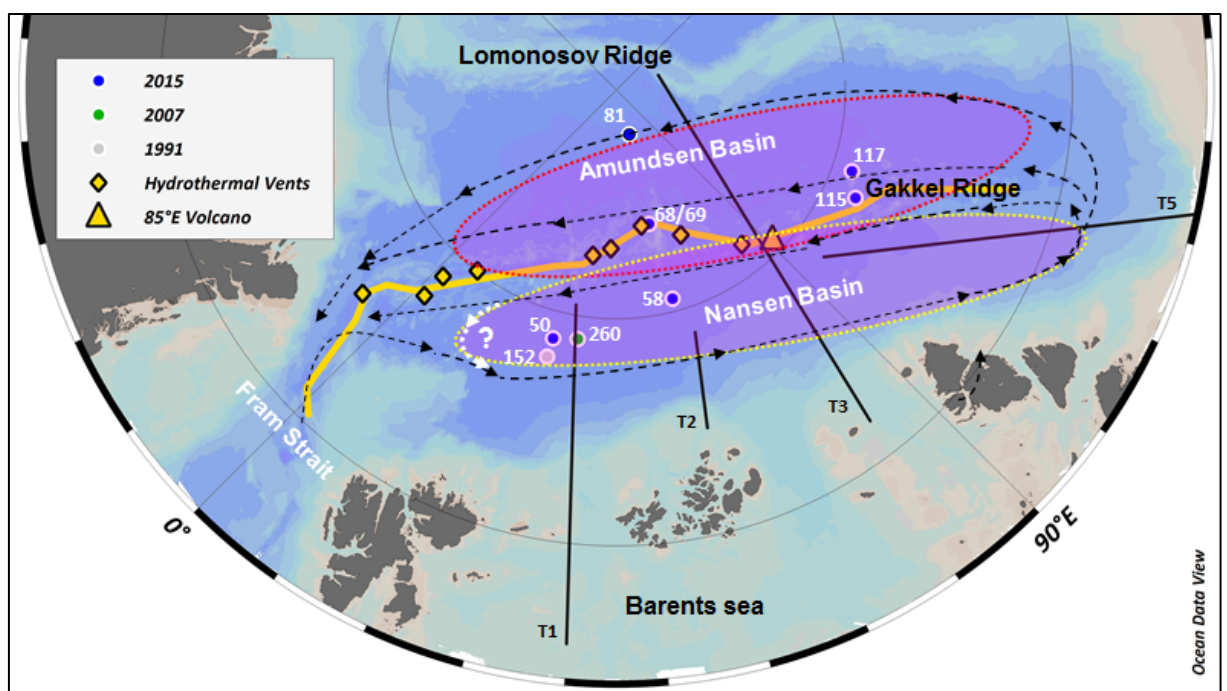 Lomonosov Ridge
2015
2007
1991
Hydrothermal Vents
85°E Volcano
81
Amundsen Basin
117
115
Gakkel Ridge
68/69
T5
58
Nansen Basin
50
260
?
152
Fram Strait
T2
T3
0°
90°E
Barents sea
T1
Ocean Data View